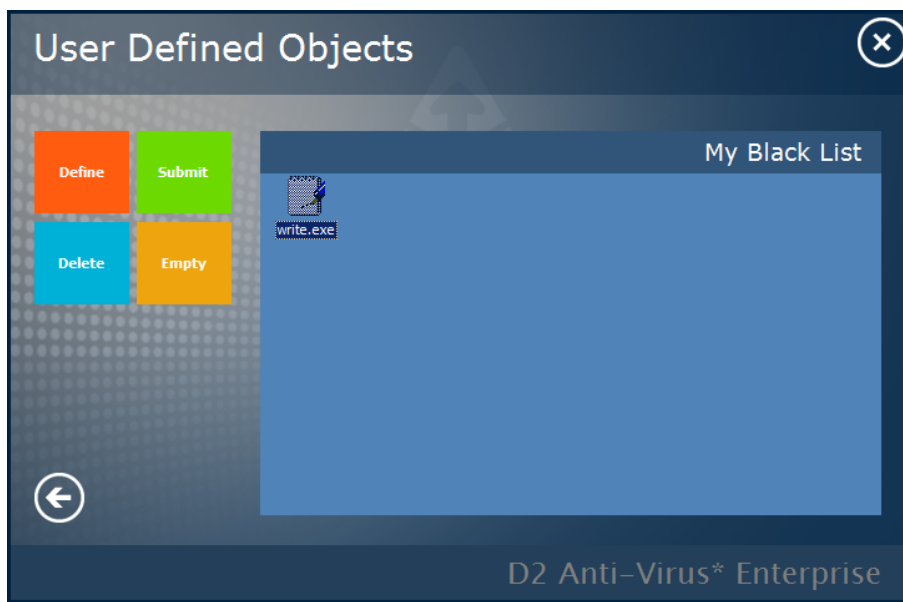 User Defined Objects
Define
Submit
Delete
Empty
My Black List
write.exe
D2 Anti-Virus* Enterprise